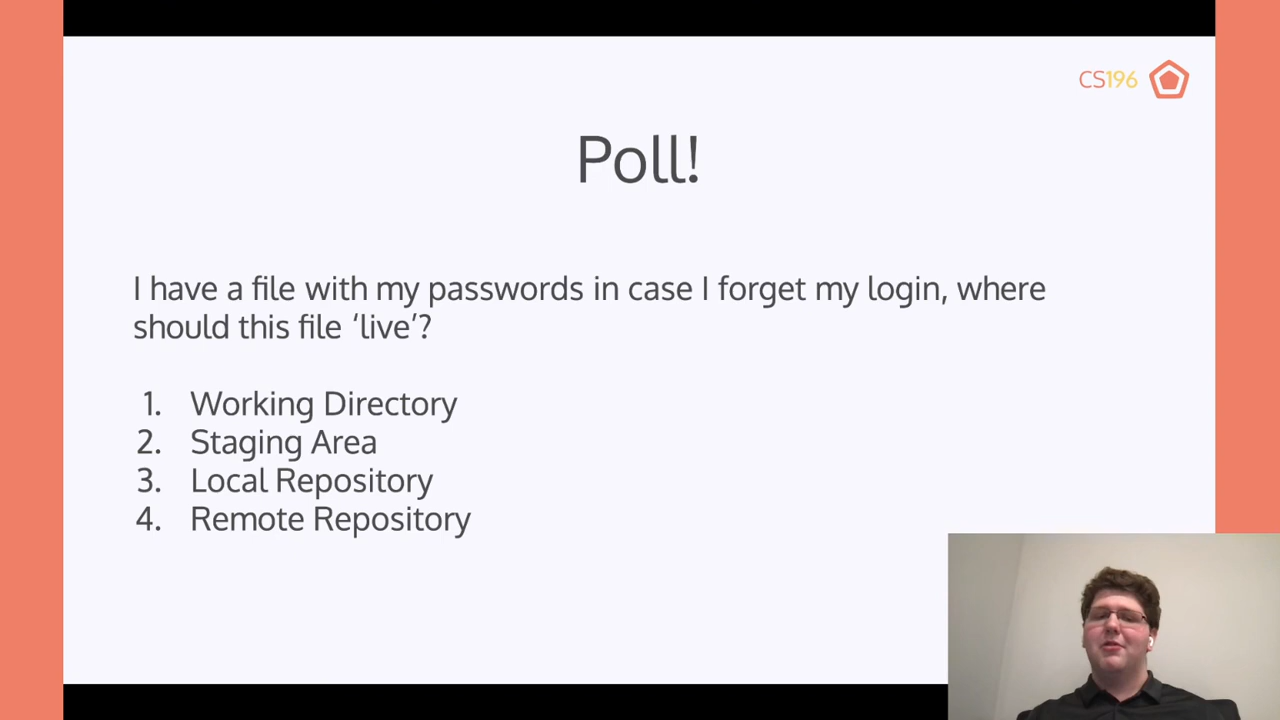 CS196
Poll!
I have a file with my passwords in case I forget my login, where
should this file ‘live’?
1. Working Directory
2. Staging Area
3. Local Repository
4. Remote Repository